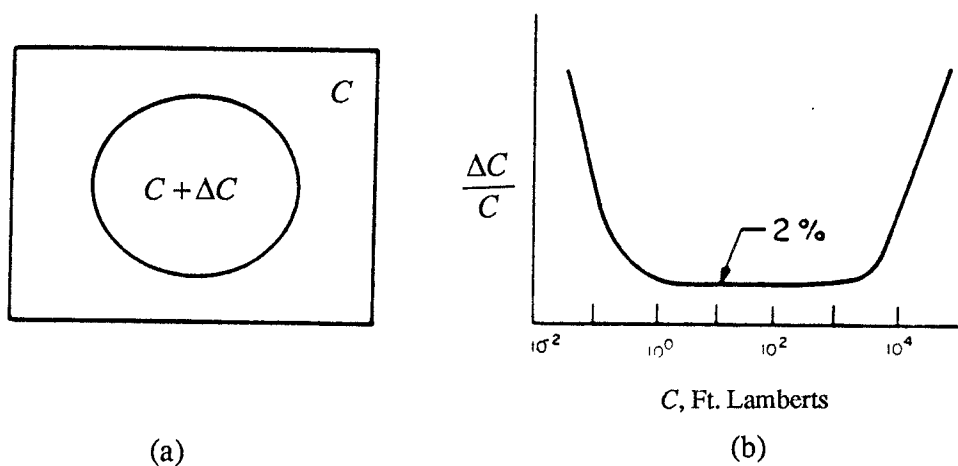 C
C + ΔC
(a)
ΔC
C
2 %
10⁻² 10⁰ 10² 10⁴
C, Ft. Lamberts
(b)